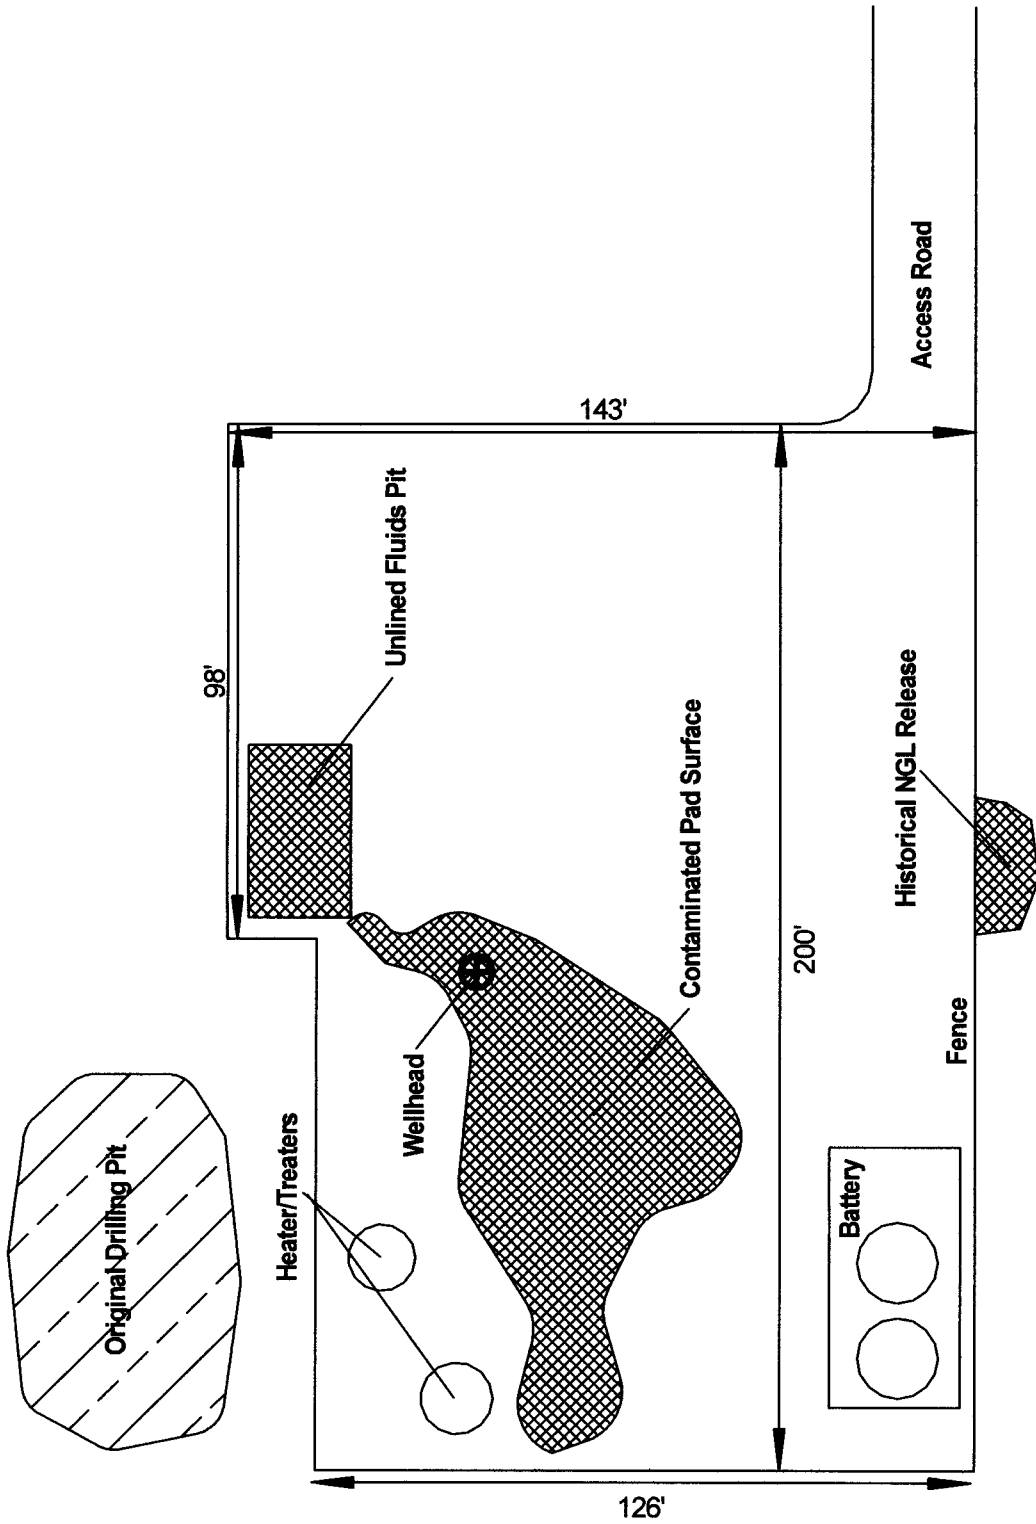 Original Drilling Pit
98'
143'
Unlined Fluids Pit
Heater/Treaters
Wellhead
Contaminated Pad Surface
Access Road
200'
Historical NGL Release
Battery
Fence
126'